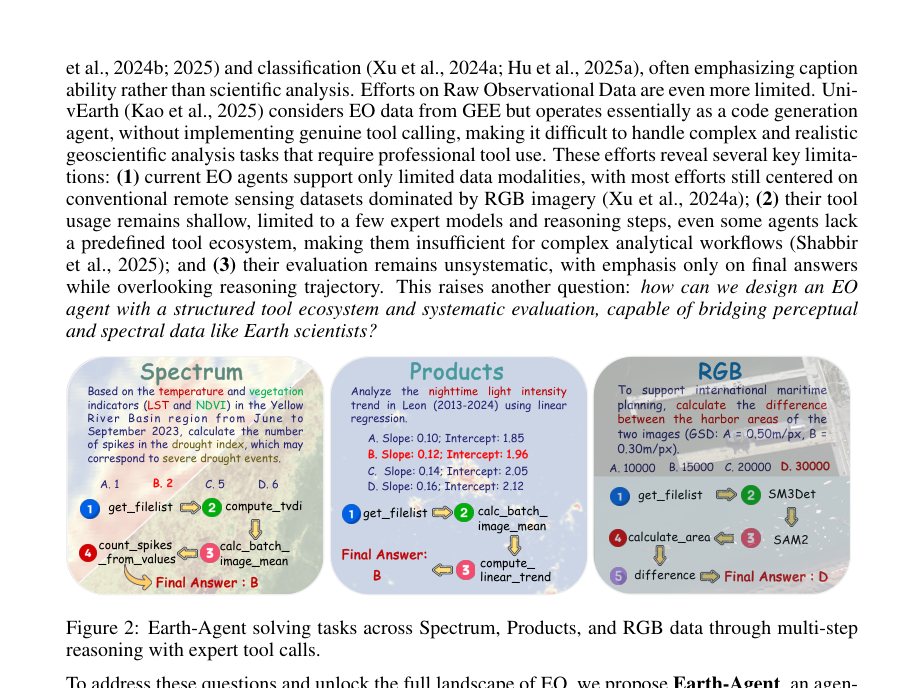 et al., 2024b; 2025) and classification (Xu et al., 2024a; Hu et al., 2025a), often emphasizing caption
ability rather than scientific analysis. Efforts on Raw Observational Data are even more limited. Uni-
vEarth (Kao et al., 2025) considers EO data from GEE but operates essentially as a code generation
agent, without implementing genuine tool calling, making it difficult to handle complex and realistic
geoscientific analysis tasks that require professional tool use. These efforts reveal several key limita-
tions: (1) current EO agents support only limited data modalities, with most efforts still centered on
conventional remote sensing datasets dominated by RGB imagery (Xu et al., 2024a); (2) their tool
usage remains shallow, limited to a few expert models and reasoning steps, even some agents lack
a predefined tool ecosystem, making them insufficient for complex analytical workflows (Shabbir
et al., 2025); and (3) their evaluation remains unsystematic, with emphasis only on final answers
while overlooking reasoning trajectory. This raises another question: how can we design an EO
agent with a structured tool ecosystem and systematic evaluation, capable of bridging perceptual
and spectral data like Earth scientists?
Spectrum
Based on the temperature and vegetation
indicators (LST and NDVI) in the Yellow
River Basin region from June to
September 2023, calculate the number
of spikes in the drought index, which may
correspond to severe drought events.
A. 1 B. 2 C. 5 D. 6
1 get_filelist 2 compute_tvdi
4 count_spikes
_from_values
3 calc_batch_
image_mean
Final Answer : B
Products
Analyze the nighttime light intensity
trend in Leon (2013-2024) using linear
regression.
A. Slope: 0.10; Intercept: 1.85
B. Slope: 0.12; Intercept: 1.96
C. Slope: 0.14; Intercept: 2.05
D. Slope: 0.16; Intercept: 2.12
1 get_filelist 2 calc_batch_
image_mean
Final Answer:
B
3 compute_
linear_trend
RGB
To support international maritime
planning, calculate the difference
between the harbor areas of the
two images (GSD: A = 0.50m/px, B =
0.30m/px).
A. 10000 B. 15000 C. 20000 D. 30000
1 get_filelist 2 SM3Det
4 calculate_area 3 SAM2
5 difference Final Answer : D
Figure 2: Earth-Agent solving tasks across Spectrum, Products, and RGB data through multi-step
reasoning with expert tool calls.
To address these questions and unlock the full landscape of EO, we propose Earth-Agent, an agen-